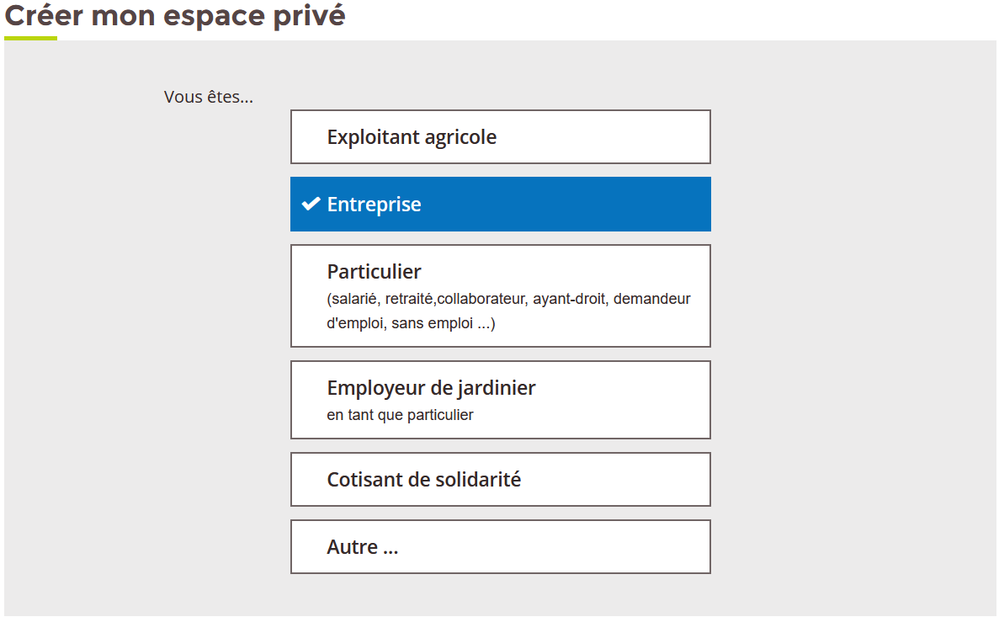 Créer mon espace privé
Vous êtes...
Exploitant agricole
Entreprise
Particulier
(salarié, retraité,collaborateur, ayant-droit, demandeur
d'emploi, sans emploi ...)
Employeur de jardinier
en tant que particulier
Cotisant de solidarité
Autre ...